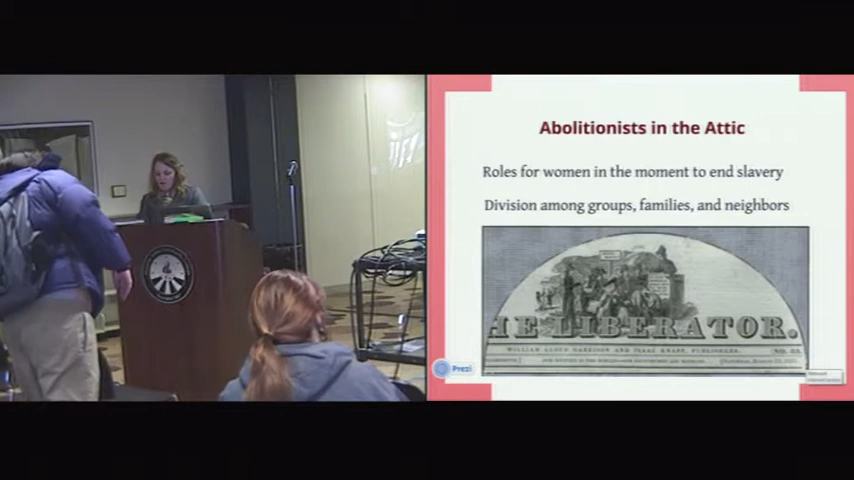 Abolitionists in the Attic
Roles for women in the moment to end slavery
Division among groups, families, and neighbors
HE LIBERATOR.
WILLIAM LLOYD GARRISON AND ISAAC KNAPP, PUBLISHERS.
Prezi